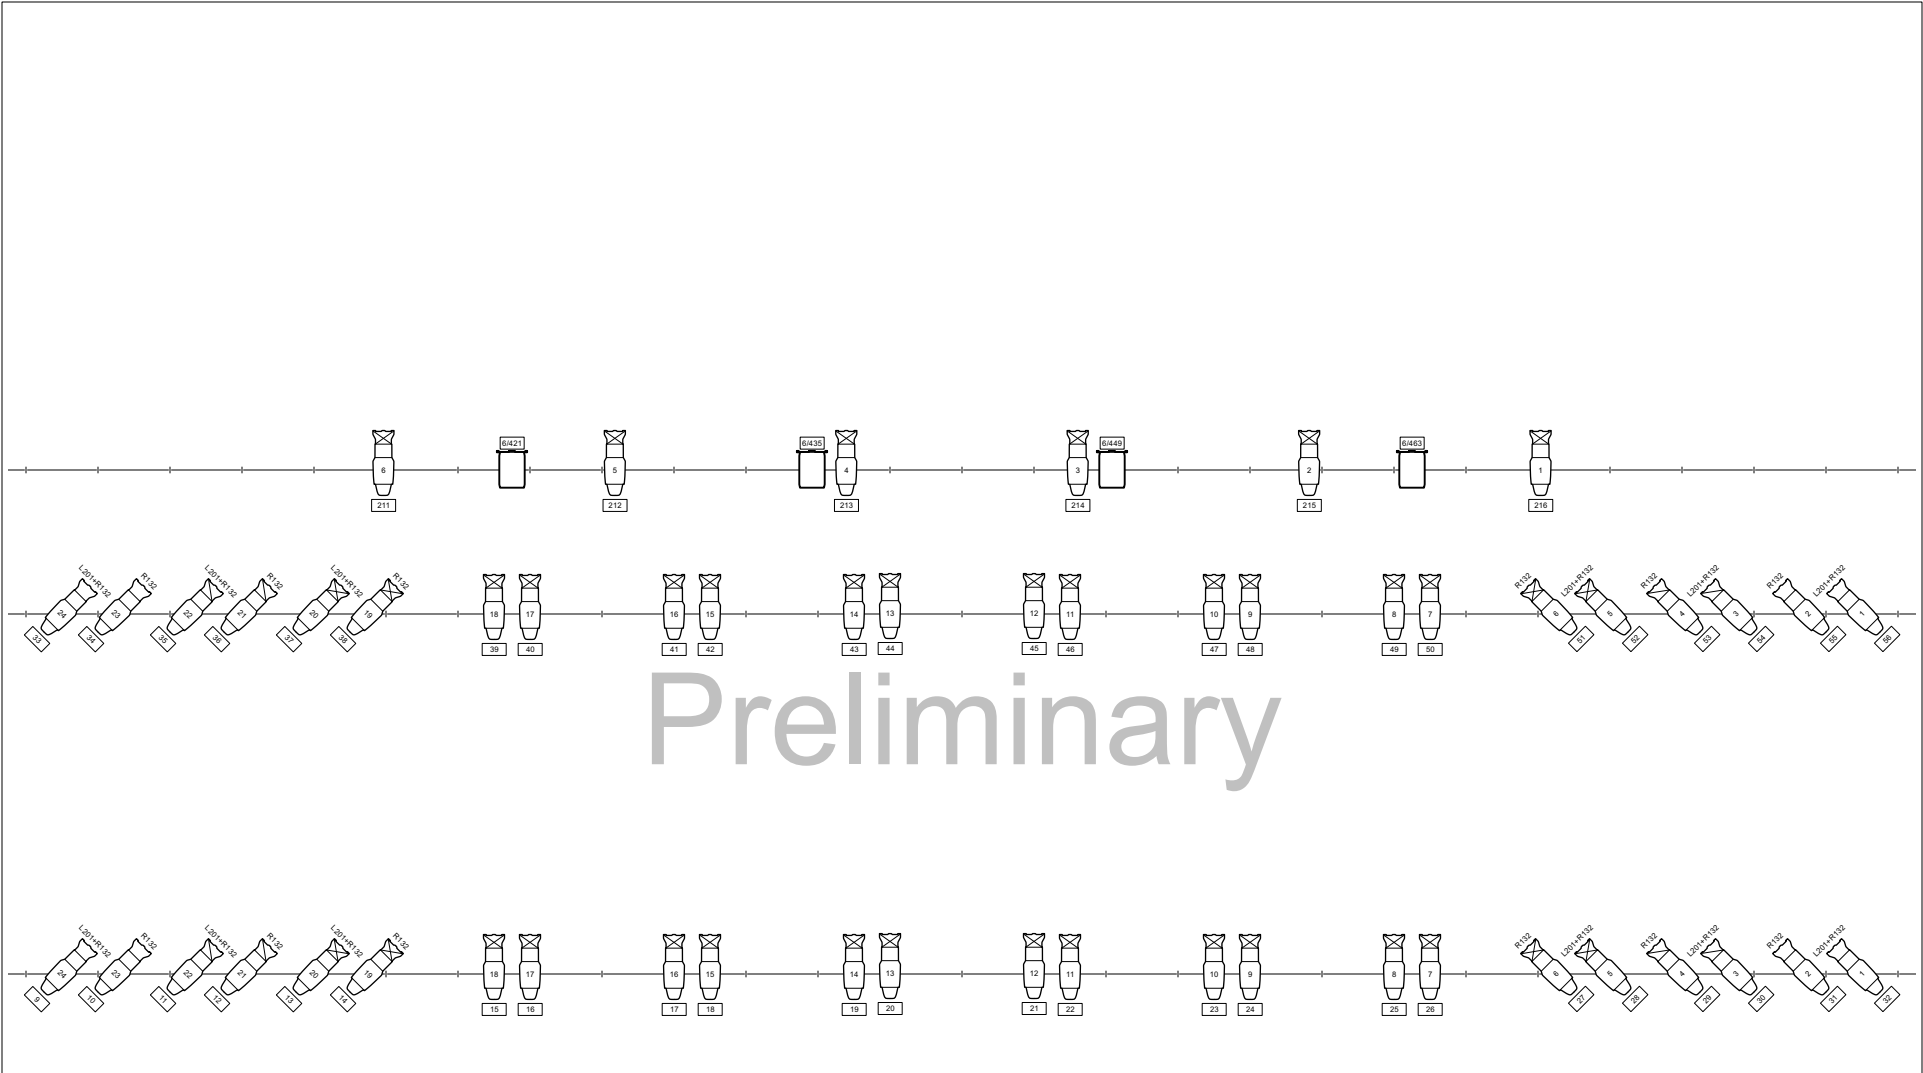 6/421 6/435 6/449 6/463
6 5 4 3 2 1
211 212 213 214 215 216
L201+R132 R132 L201+R132 R132 L201+R132 R132 R132 L201+R132 R132 L201+R132 R132 L201+R132
24 23 22 21 20 19 18 17 16 15 14 13 12 11 10 9 8 7 6 5 4 3 2 1
33 34 35 36 37 38 39 40 41 42 43 44 45 46 47 48 49 50 51 52 53 54 55 56
Preliminary
L201+R132 R132 L201+R132 R132 L201+R132 R132 R132 L201+R132 R132 L201+R132 R132 L201+R132
24 23 22 21 20 19 18 17 16 15 14 13 12 11 10 9 8 7 6 5 4 3 2 1
9 10 11 12 13 14 15 16 17 18 19 20 21 22 23 24 25 26 27 28 29 30 31 32